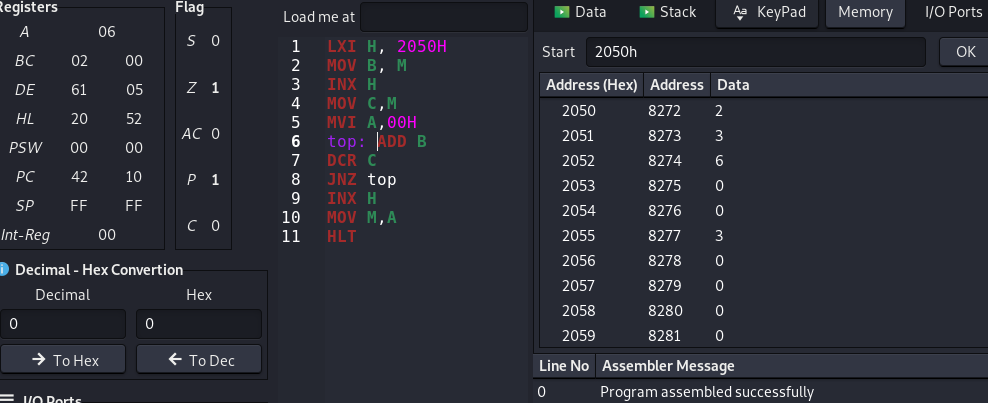 Registers
A 06
BC 02 00
DE 61 05
HL 20 52
PSW 00 00
PC 42 10
SP FF FF
Int-Reg 00
Flag
S 0
Z 1
AC 0
P 1
C 0
Decimal - Hex Convertion
Decimal Hex
0 0
→ To Hex ← To Dec
I/O Ports
Load me at
1 LXI H, 2050H
2 MOV B, M
3 INX H
4 MOV C,M
5 MVI A,00H
6 top: ADD B
7 DCR C
8 JNZ top
9 INX H
10 MOV M,A
11 HLT
Data Stack KeyPad Memory I/O Ports
Start 2050h OK
Address (Hex) Address Data
2050 8272 2
2051 8273 3
2052 8274 6
2053 8275 0
2054 8276 0
2055 8277 3
2056 8278 0
2057 8279 0
2058 8280 0
2059 8281 0
Line No Assembler Message
0 Program assembled successfully